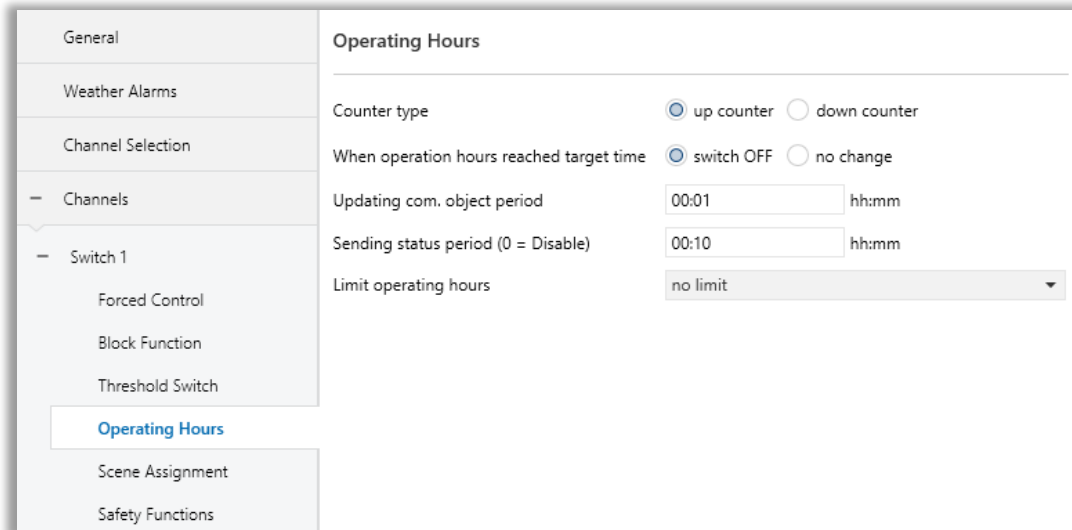 General
Weather Alarms
Channel Selection
Channels
Switch 1
Forced Control
Block Function
Threshold Switch
Operating Hours
Scene Assignment
Safety Functions
Operating Hours
Counter type up counter down counter
When operation hours reached target time switch OFF no change
Updating com. object period 00:01 hh:mm
Sending status period (0 = Disable) 00:10 hh:mm
Limit operating hours no limit